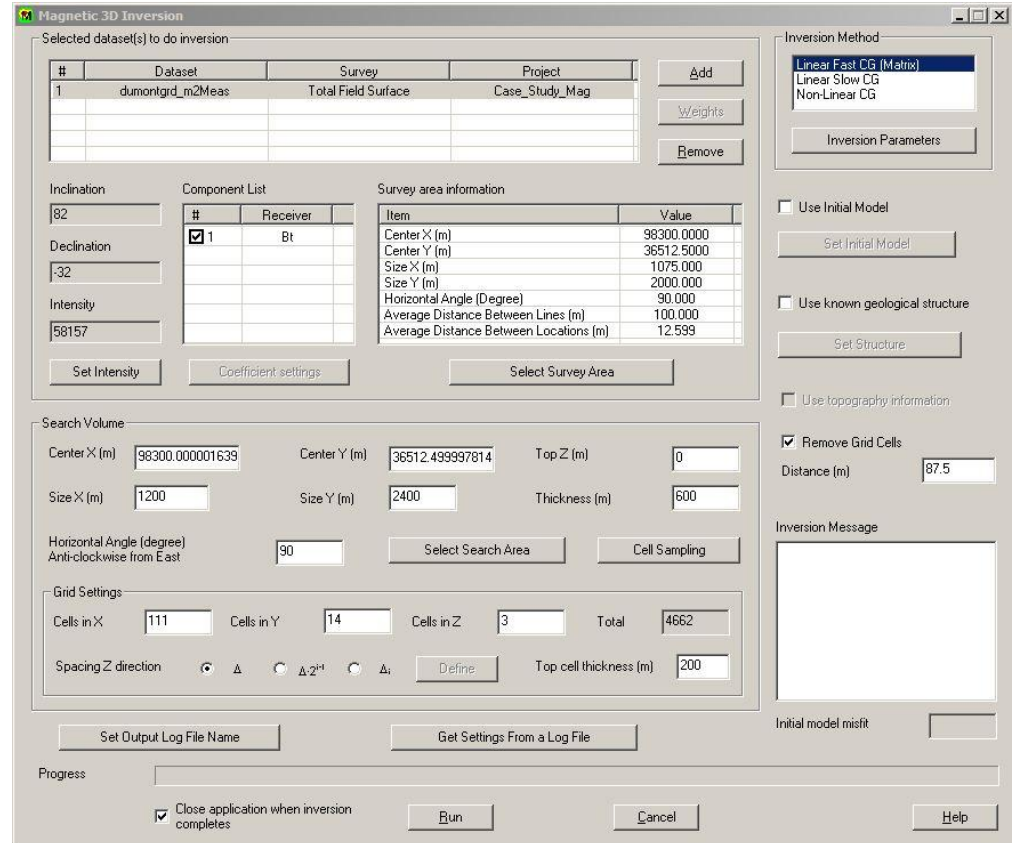 Magnetic 3D Inversion
Selected dataset(s) to do inversion
# Dataset Survey Project
1 dumontgrd_m2Meas Total Field Surface Case_Study_Mag
Add
Weights
Remove
Inclination
82
Declination
-32
Intensity
58157
Set Intensity
Component List
# Receiver
1 Bt
Coefficient settings
Survey area information
Item Value
Center X (m) 98300.0000
Center Y (m) 36512.5000
Size X (m) 1075.000
Size Y (m) 2000.000
Horizontal Angle (Degree) 90.000
Average Distance Between Lines (m) 100.000
Average Distance Between Locations (m) 12.599
Select Survey Area
Search Volume
Center X (m) 98300.000001639 Center Y (m) 36512.499997814 Top Z (m) 0
Size X (m) 1200 Size Y (m) 2400 Thickness (m) 600
Horizontal Angle (degree)
Anti-clockwise from East
90
Select Search Area
Cell Sampling
Grid Settings
Cells in X 111 Cells in Y 14 Cells in Z 3 Total 4662
Spacing Z direction Δ Δ·2ⁱ⁻¹ Δᵢ Define Top cell thickness (m) 200
Set Output Log File Name
Get Settings From a Log File
Progress
Close application when inversion
completes
Run
Cancel
Help
Inversion Method
Linear Fast CG (Matrix)
Linear Slow CG
Non-Linear CG
Inversion Parameters
Use Initial Model
Set Initial Model
Use known geological structure
Set Structure
Use topography information
Remove Grid Cells
Distance (m) 87.5
Inversion Message
Initial model misfit